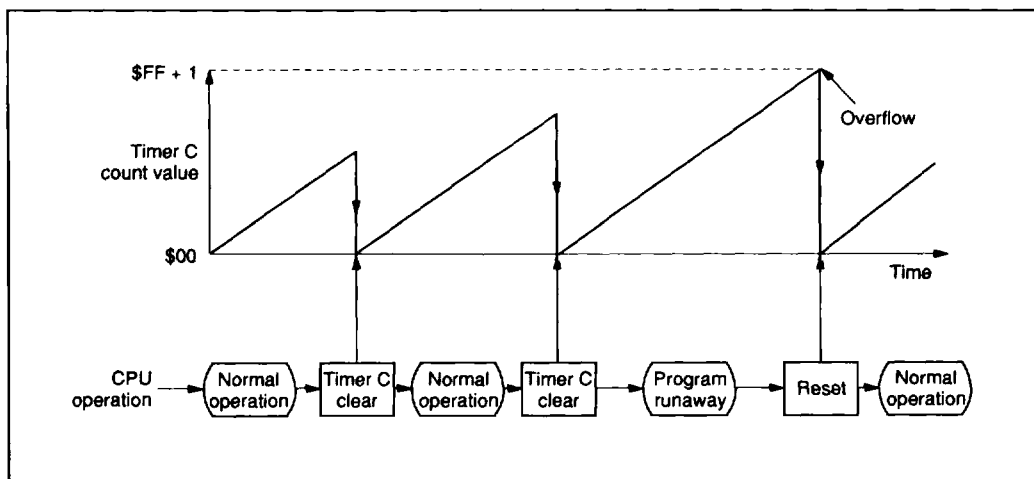 $FF + 1
Overflow
Timer C
count value
$00
Time
CPU
operation
Normal
operation
Timer C
clear
Normal
operation
Timer C
clear
Program
runaway
Reset
Normal
operation